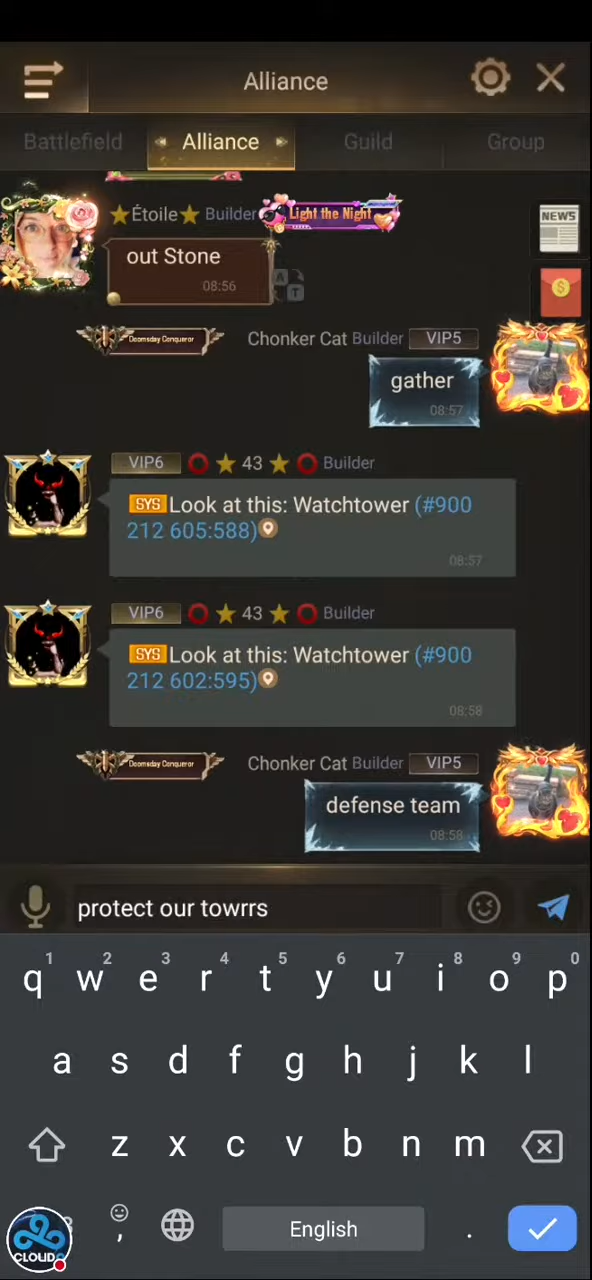 Alliance
Battlefield
Alliance
Guild
Group
★Étoile★ Builder Light the Night
NEWS
out Stone
08:56
A
T
Doomsday Conqueror Chonker Cat Builder VIP5
gather
08:57
VIP6 ⭕ ★ 43 ★ ⭕ Builder
SYS Look at this: Watchtower (#900
212 605:588)
08:57
VIP6 ⭕ ★ 43 ★ ⭕ Builder
SYS Look at this: Watchtower (#900
212 602:595)
08:58
Doomsday Conqueror Chonker Cat Builder VIP5
defense team
08:58
protect our towrrs
1 2 3 4 5 6 7 8 9 0
q w e r t y u i o p
a s d f g h j k l
z x c v b n m
, English .
CLOUD9